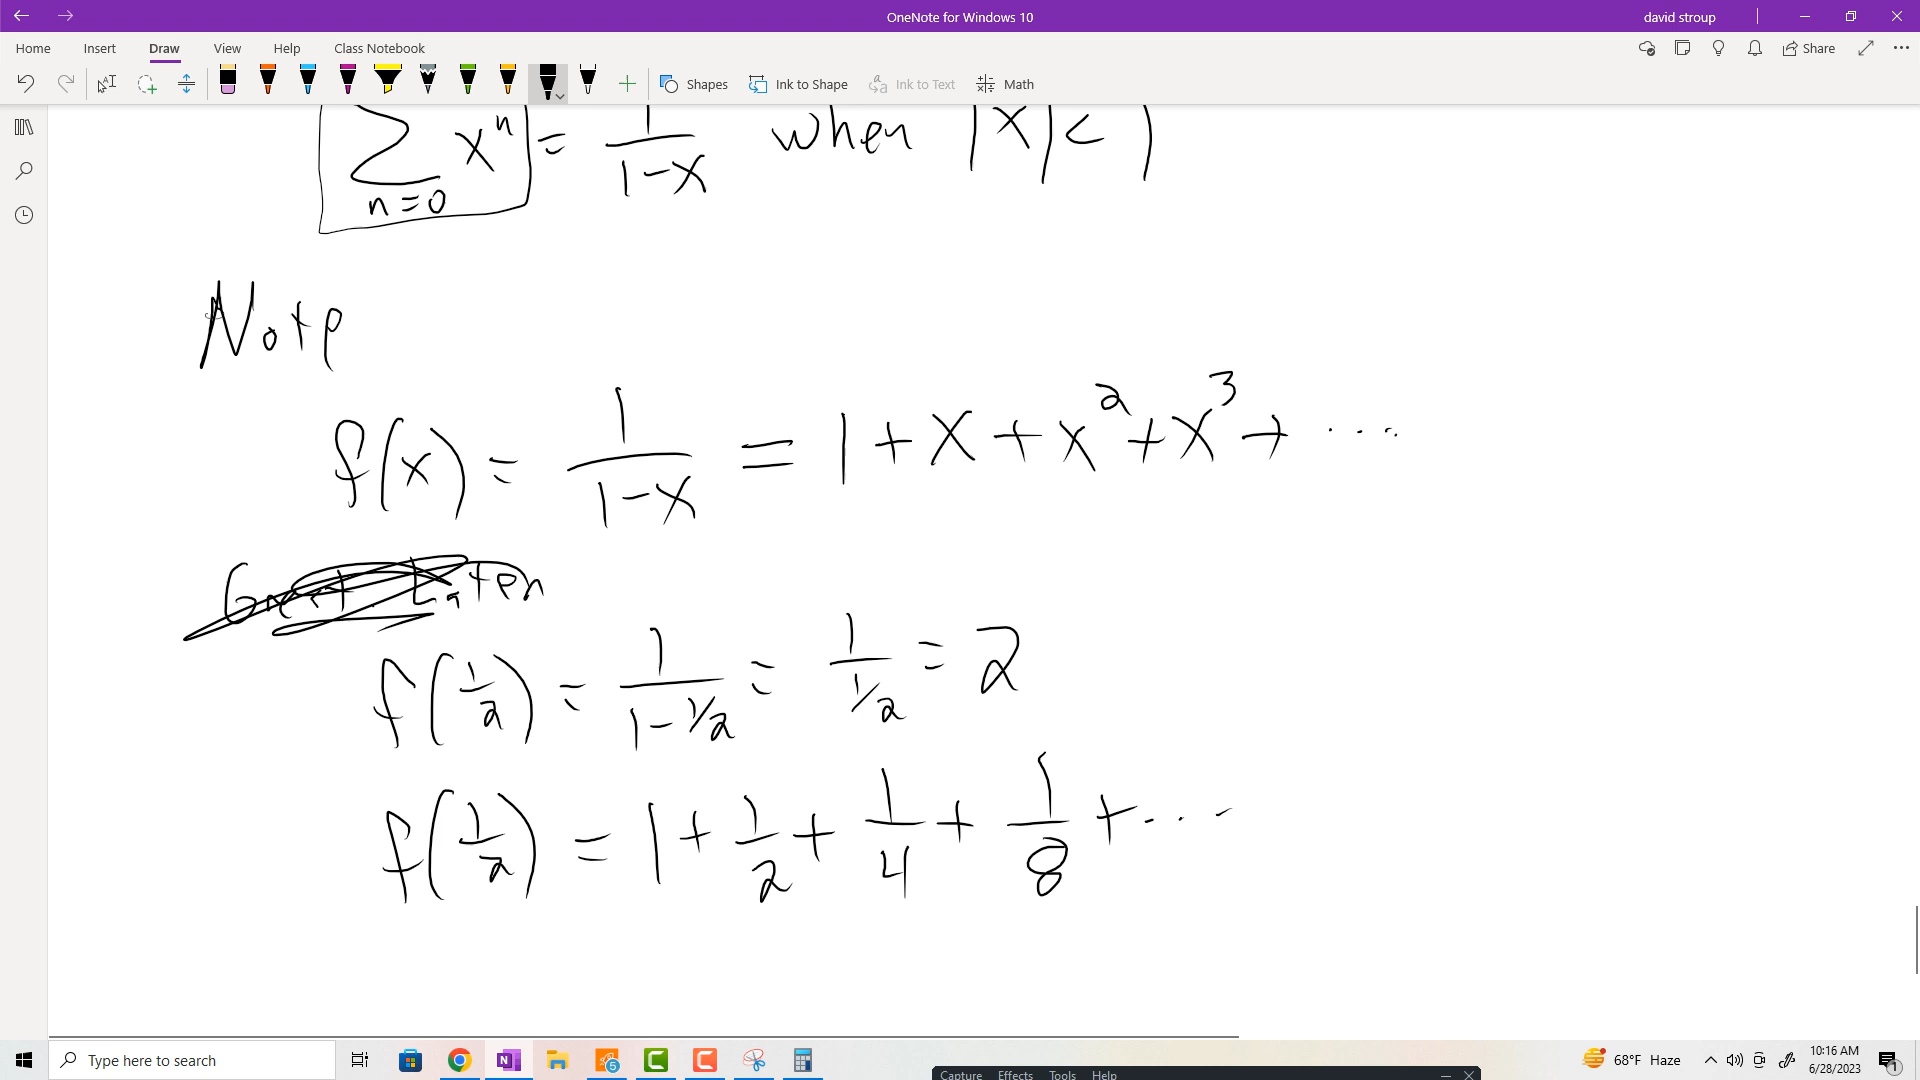 OneNote for Windows 10
david stroup
Home Insert Draw View Help Class Notebook
Share
Shapes Ink to Shape Ink to Text Math
∑ xⁿ = 1/(1-x) when |x| < 1
n=0
Note
f(x) = 1/(1-x) = 1 + x + x² + x³ + ....
f(1/2) = 1/(1-1/2) = 1/(1/2) = 2
f(1/2) = 1 + 1/2 + 1/4 + 1/8 + ...
Type here to search
5
68°F Haze
10:16 AM
6/28/2023
1
Capture Effects Tools Help